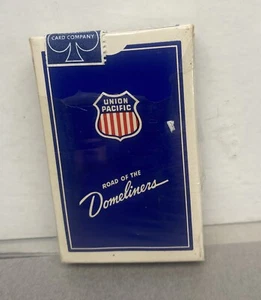 CARD COMPANY
UNION
PACIFIC
ROAD OF THE
Domeliners